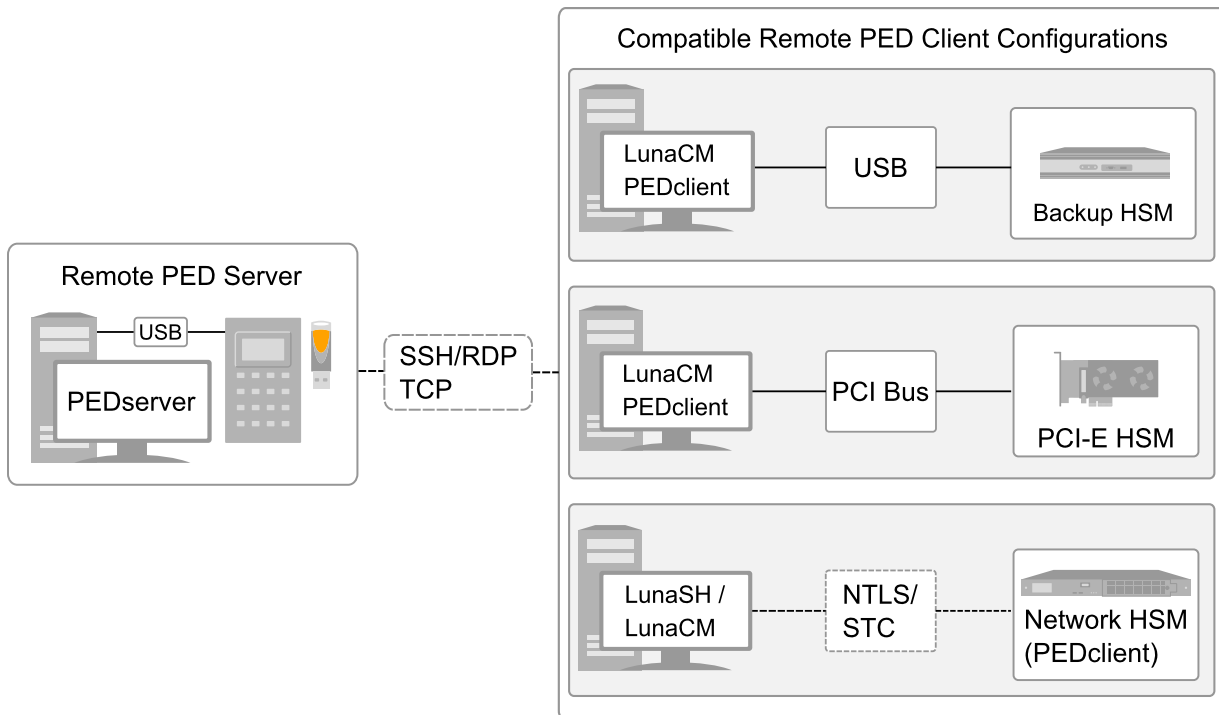 Compatible Remote PED Client Configurations
LunaCM
PEDclient
USB
Backup HSM
Remote PED Server
USB
PEDserver
SSH/RDP
TCP
LunaCM
PEDclient
PCI Bus
PCI-E HSM
LunaSH /
LunaCM
NTLS/
STC
Network HSM
(PEDclient)